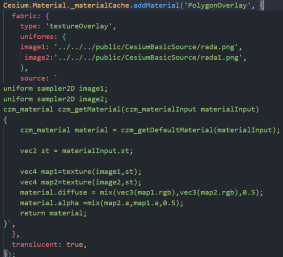 Cesium.Material._materialCache.addMaterial('PolygonOverlay', {
fabric: {
type: 'textureOverlay',
uniforms: {
image1: '../../../public/CesiumBasicSource/rada.png',
image2:'../../../public/CesiumBasicSource/rada1.png',
},
source: `
uniform sampler2D image1;
uniform sampler2D image2;
czm_material czm_getMaterial(czm_materialInput materialInput)
{
czm_material material = czm_getDefaultMaterial(materialInput);
vec2 st = materialInput.st;
vec4 map1=texture(image1,st);
vec4 map2=texture(image2,st);
material.diffuse = mix(vec3(map1.rgb),vec3(map2.rgb),0.5);
material.alpha =mix(map2.a,map1.a,0.5);
return material;
}`,
},
translucent: true,
});